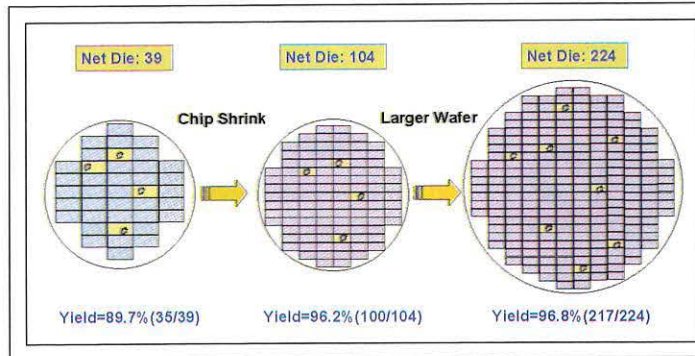 Net Die: 39
Net Die: 104
Net Die: 224
Chip Shrink
Larger Wafer
Yield=89.7%(35/39)
Yield=96.2%(100/104)
Yield=96.8%(217/224)